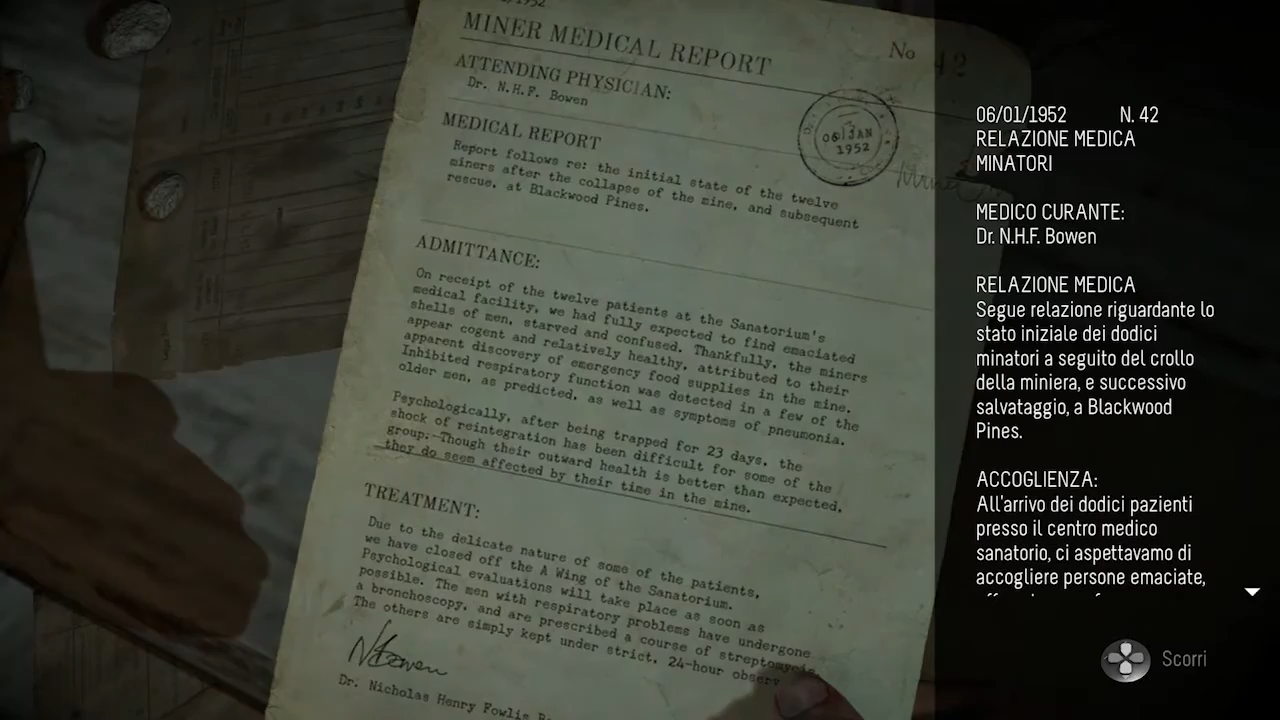 /1952
MINER MEDICAL REPORT
No 42
ATTENDING PHYSICIAN:
Dr. N.H.F. Bowen
06 JAN
1952
MEDICAL REPORT
Report follows re: the initial state of the twelve
miners after the collapse of the mine, and subsequent
rescue, at Blackwood Pines.
ADMITTANCE:
On receipt of the twelve patients at the Sanatorium's
medical facility, we had fully expected to find emaciated
shells of men, starved and confused. Thankfully, the miners
appear cogent and relatively healthy, attributed to their
apparent discovery of emergency food supplies in the mine.
Inhibited respiratory function was detected in a few of the
older men, as predicted, as well as symptoms of pneumonia.
Psychologically, after being trapped for 23 days, the
shock of reintegration has been difficult for some of the
group. Though their outward health is better than expected,
they do seem affected by their time in the mine.
TREATMENT:
Due to the delicate nature of some of the patients,
we have closed off the A Wing of the Sanatorium.
Psychological evaluations will take place as soon as
possible. The men with respiratory problems have undergone
a bronchoscopy, and are prescribed a course of streptomycin.
The others are simply kept under strict, 24-hour observ
NBowen
Dr. Nicholas Henry Fowlis
06/01/1952 N. 42
RELAZIONE MEDICA
MINATORI
MEDICO CURANTE:
Dr. N.H.F. Bowen
RELAZIONE MEDICA
Segue relazione riguardante lo
stato iniziale dei dodici
minatori a seguito del crollo
della miniera, e successivo
salvataggio, a Blackwood
Pines.
ACCOGLIENZA:
All'arrivo dei dodici pazienti
presso il centro medico
sanatorio, ci aspettavamo di
accogliere persone emaciate,
Scorri